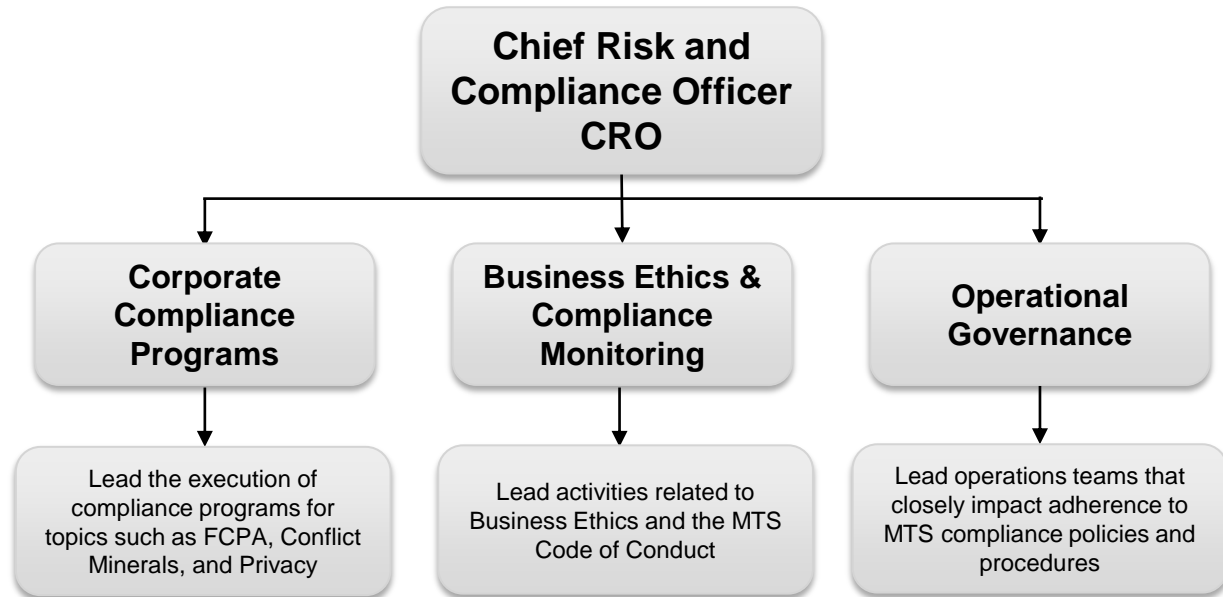 Chief Risk and
Compliance Officer
CRO
Corporate
Compliance
Programs
Business Ethics &
Compliance
Monitoring
Operational
Governance
Lead the execution of
compliance programs for
topics such as FCPA, Conflict
Minerals, and Privacy
Lead activities related to
Business Ethics and the MTS
Code of Conduct
Lead operations teams that
closely impact adherence to
MTS compliance policies and
procedures